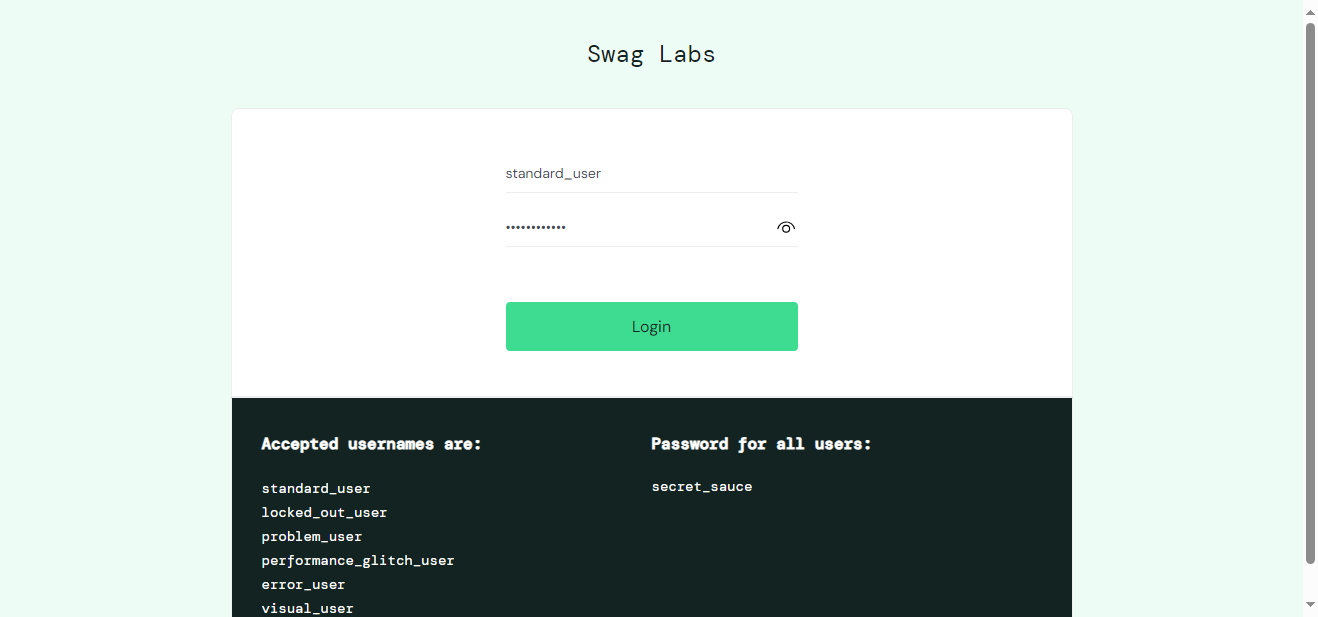 Swag Labs
standard_user
••••••••••••
Login
Accepted usernames are:
standard_user
locked_out_user
problem_user
performance_glitch_user
error_user
visual_user
Password for all users:
secret_sauce